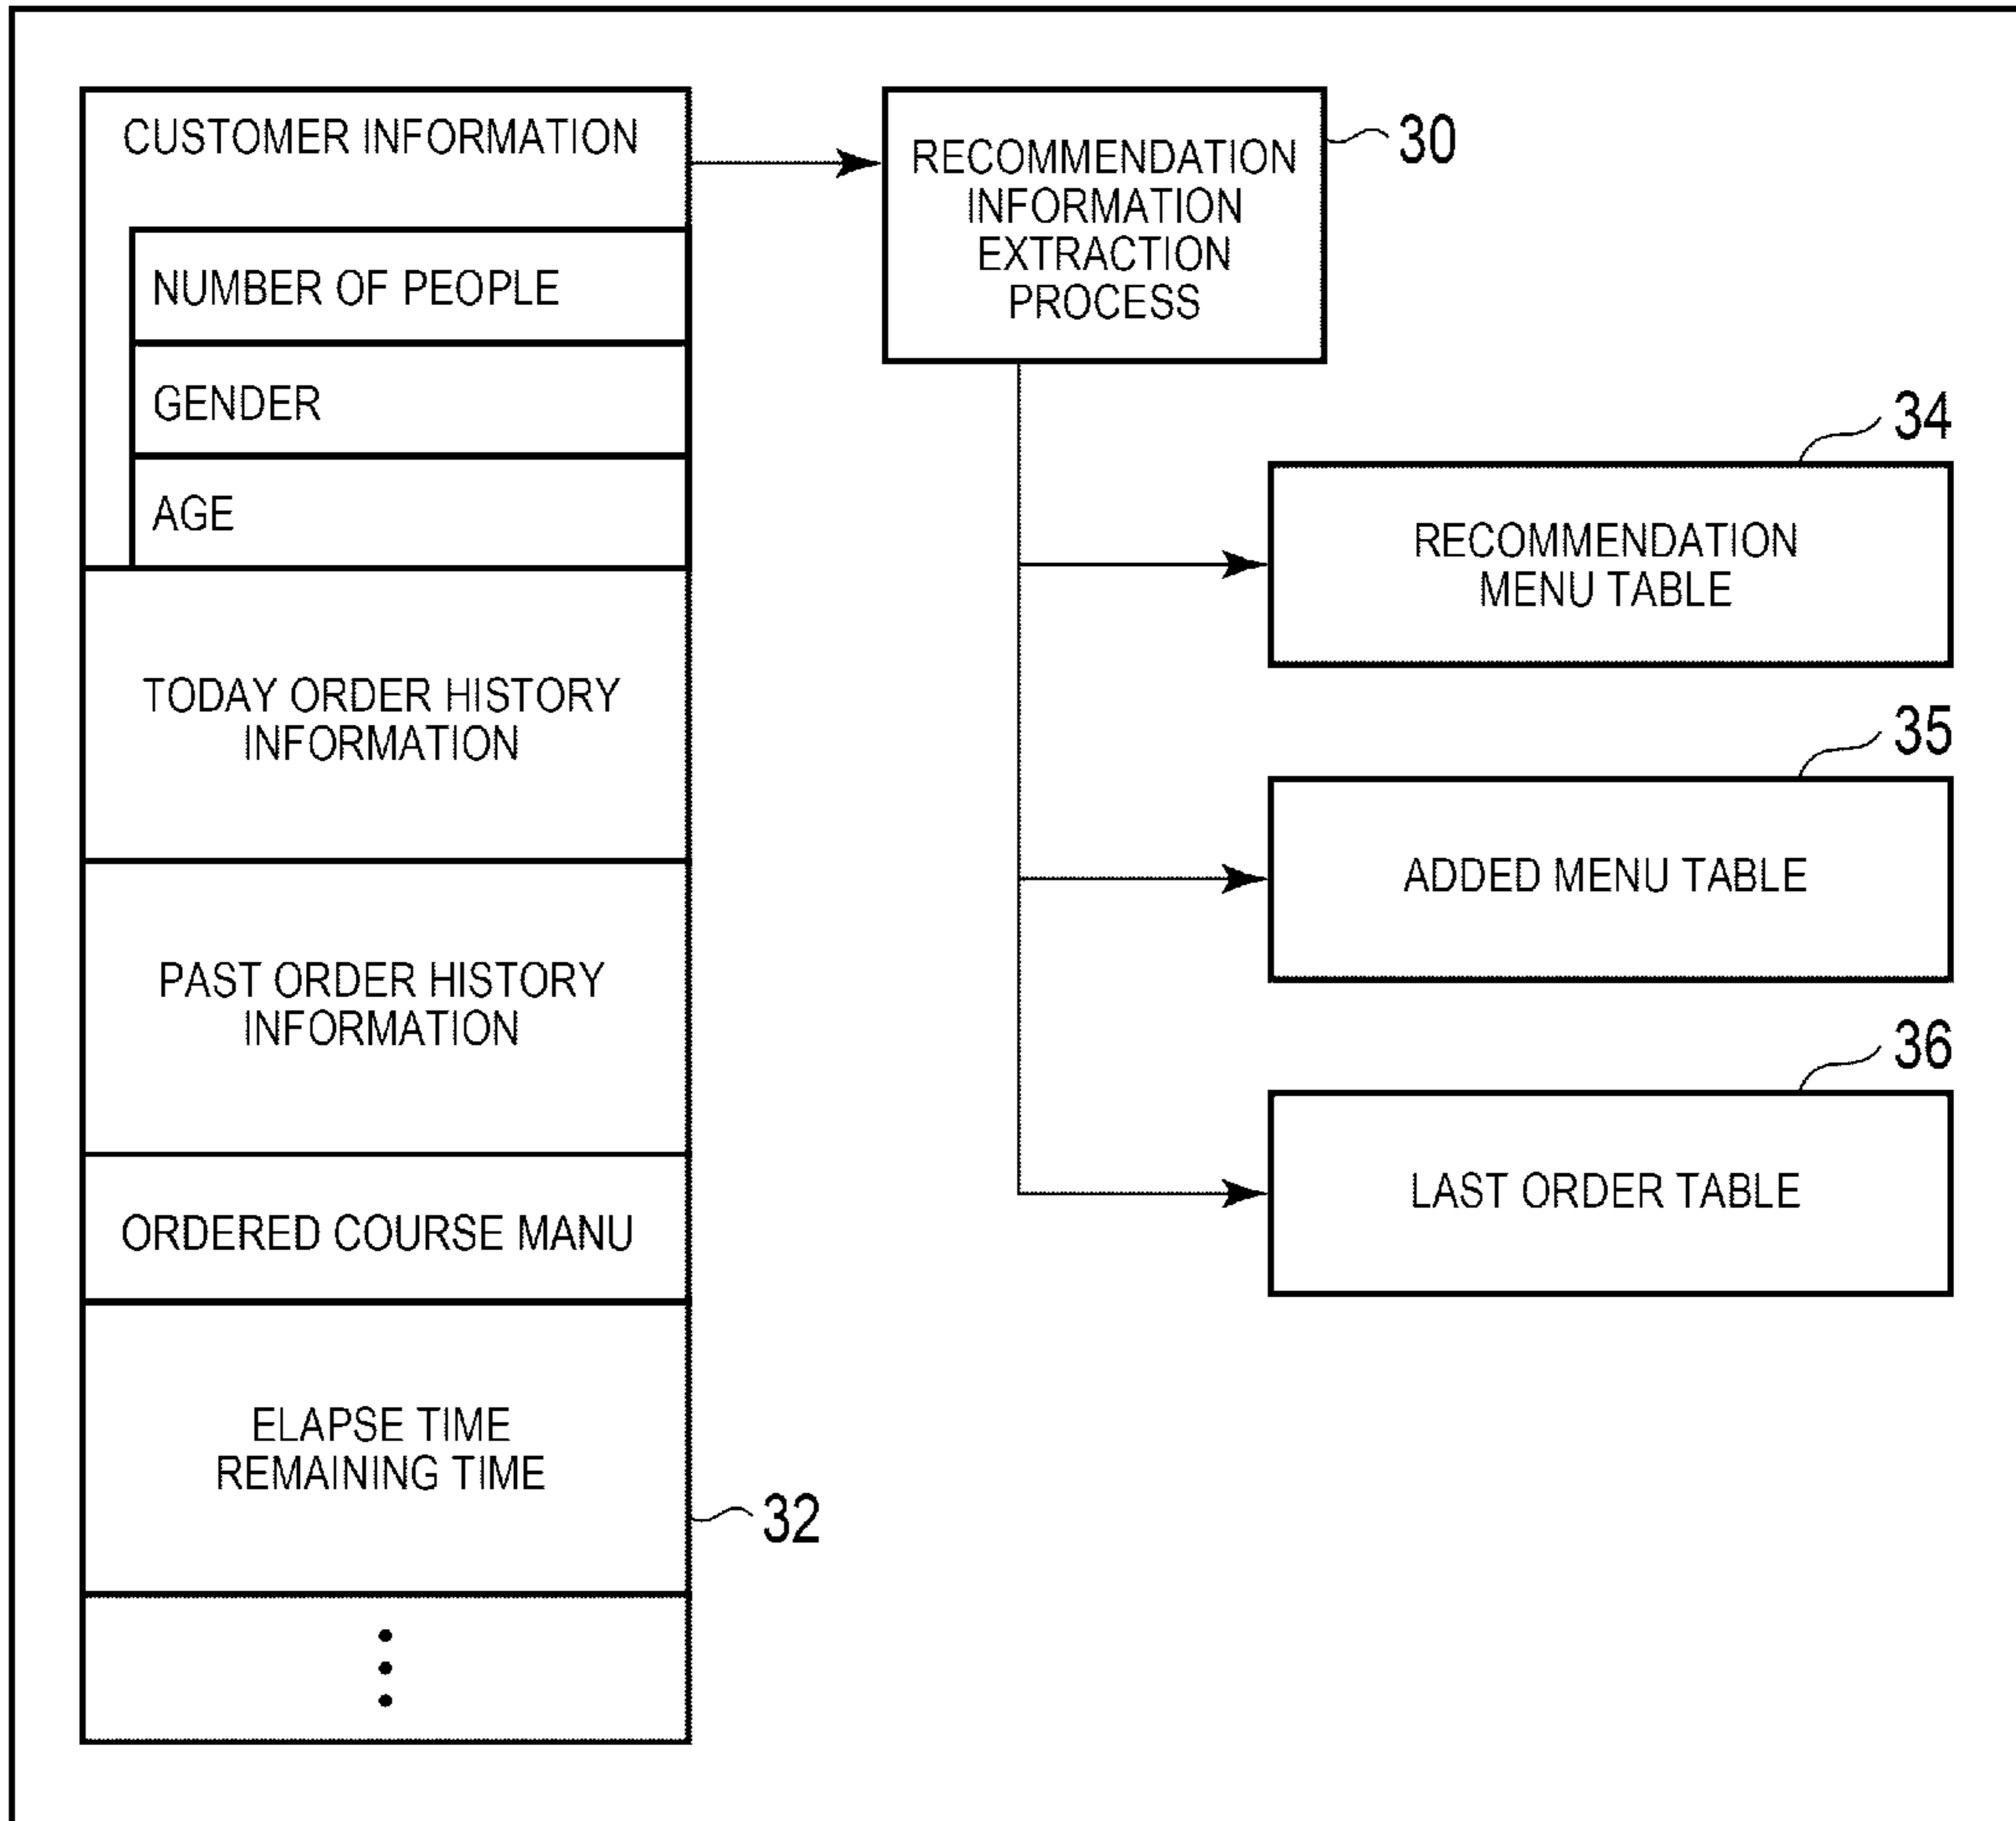 CUSTOMER INFORMATION
NUMBER OF PEOPLE
GENDER
AGE
TODAY ORDER HISTORY
INFORMATION
PAST ORDER HISTORY
INFORMATION
ORDERED COURSE MANU
ELAPSE TIME
REMAINING TIME
32
RECOMMENDATION
INFORMATION
EXTRACTION
PROCESS
30
34
RECOMMENDATION
MENU TABLE
35
ADDED MENU TABLE
36
LAST ORDER TABLE